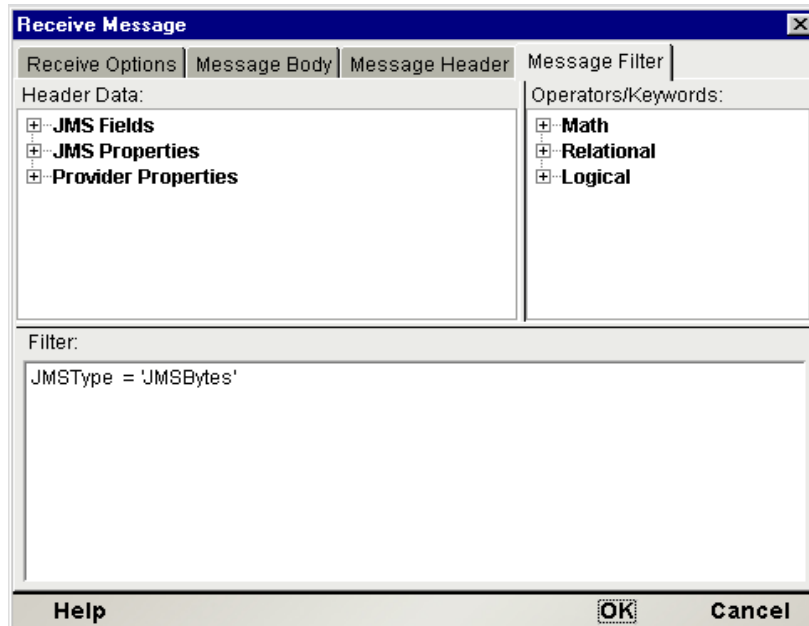 Receive Message
Receive Options Message Body Message Header Message Filter
Header Data: Operators/Keywords:
JMS Fields Math
JMS Properties Relational
Provider Properties Logical
Filter:
JMSType = 'JMSBytes'
Help OK Cancel